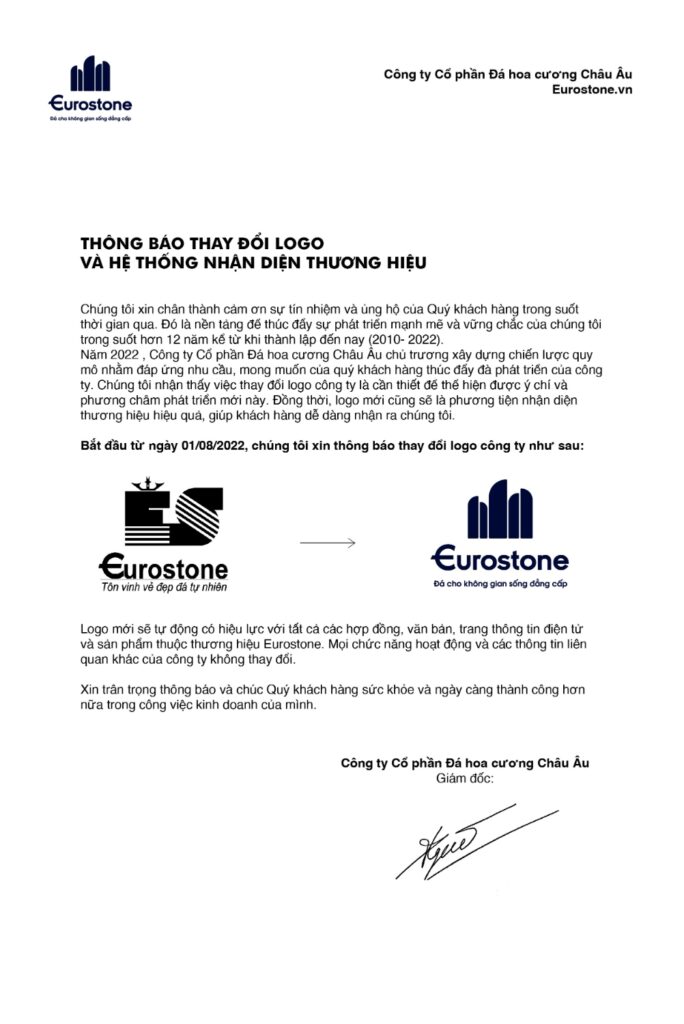 Eurostone
Đá cho không gian sống đẳng cấp
Công ty Cổ phần Đá hoa cương Châu Âu
Eurostone.vn
THÔNG BÁO THAY ĐỔI LOGO
VÀ HỆ THỐNG NHẬN DIỆN THƯƠNG HIỆU
Chúng tôi xin chân thành cám ơn sự tín nhiệm và ủng hộ của Quý khách hàng trong suốt
thời gian qua. Đó là nền tảng để thúc đẩy sự phát triển mạnh mẽ và vững chắc của chúng tôi
trong suốt hơn 12 năm kể từ khi thành lập đến nay (2010- 2022).
Năm 2022 , Công ty Cổ phần Đá hoa cương Châu Âu chủ trương xây dựng chiến lược quy
mô nhằm đáp ứng nhu cầu, mong muốn của quý khách hàng thúc đẩy đà phát triển của công
ty. Chúng tôi nhận thấy việc thay đổi logo công ty là cần thiết để thể hiện được ý chí và
phương châm phát triển mới này. Đồng thời, logo mới cũng sẽ là phương tiện nhận diện
thương hiệu hiệu quả, giúp khách hàng dễ dàng nhận ra chúng tôi.
Bắt đầu từ ngày 01/08/2022, chúng tôi xin thông báo thay đổi logo công ty như sau:
ES
Eurostone
Tôn vinh vẻ đẹp đá tự nhiên
Eurostone
Đá cho không gian sống đẳng cấp
Logo mới sẽ tự động có hiệu lực với tất cả các hợp đồng, văn bản, trang thông tin điện tử
và sản phẩm thuộc thương hiệu Eurostone. Mọi chức năng hoạt động và các thông tin liên
quan khác của công ty không thay đổi.
Xin trân trọng thông báo và chúc Quý khách hàng sức khỏe và ngày càng thành công hơn
nữa trong công việc kinh doanh của mình.
Công ty Cổ phần Đá hoa cương Châu Âu
Giám đốc: